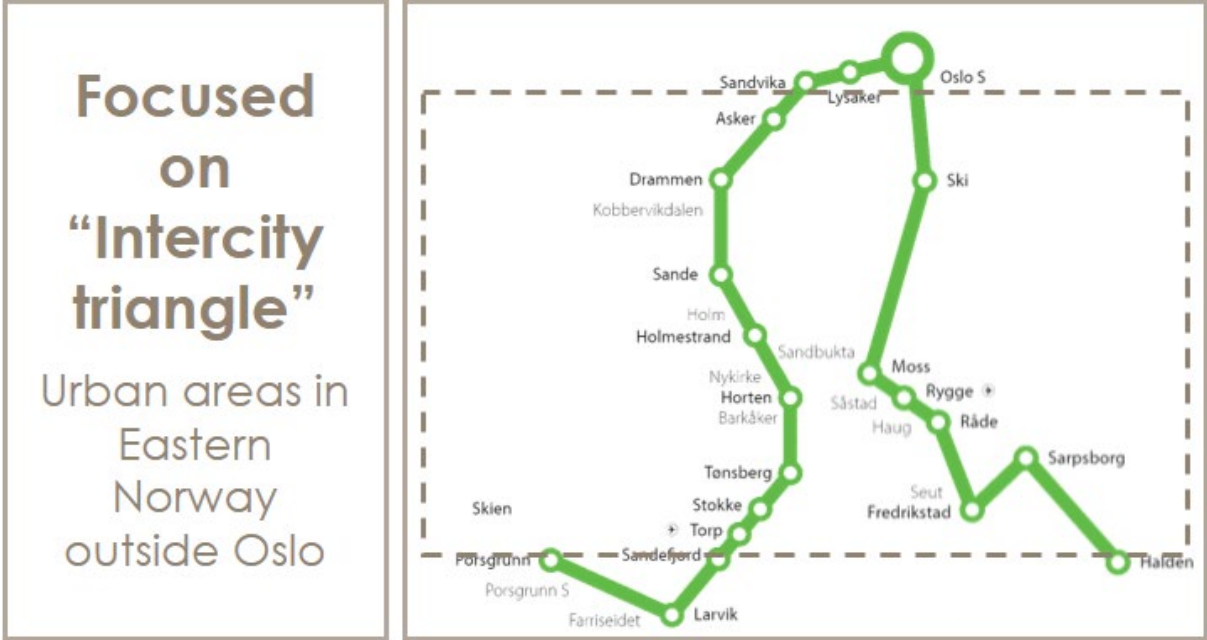 Focused
on
“Intercity
triangle”
Urban areas in
Eastern
Norway
outside Oslo
Oslo S
Sandvika
Lysaker
Asker
Drammen
Ski
Kobbervikdalen
Sande
Holm
Holmestrand
Sandbukta
Moss
Nykirke
Rygge
Horten
Såstad
Barkåker
Haug
Råde
Sarpsborg
Tønsberg
Seut
Stokke
Skien
Fredrikstad
Torp
Sandefjord
Porsgrunn
Halden
Porsgrunn S
Larvik
Farriseidet